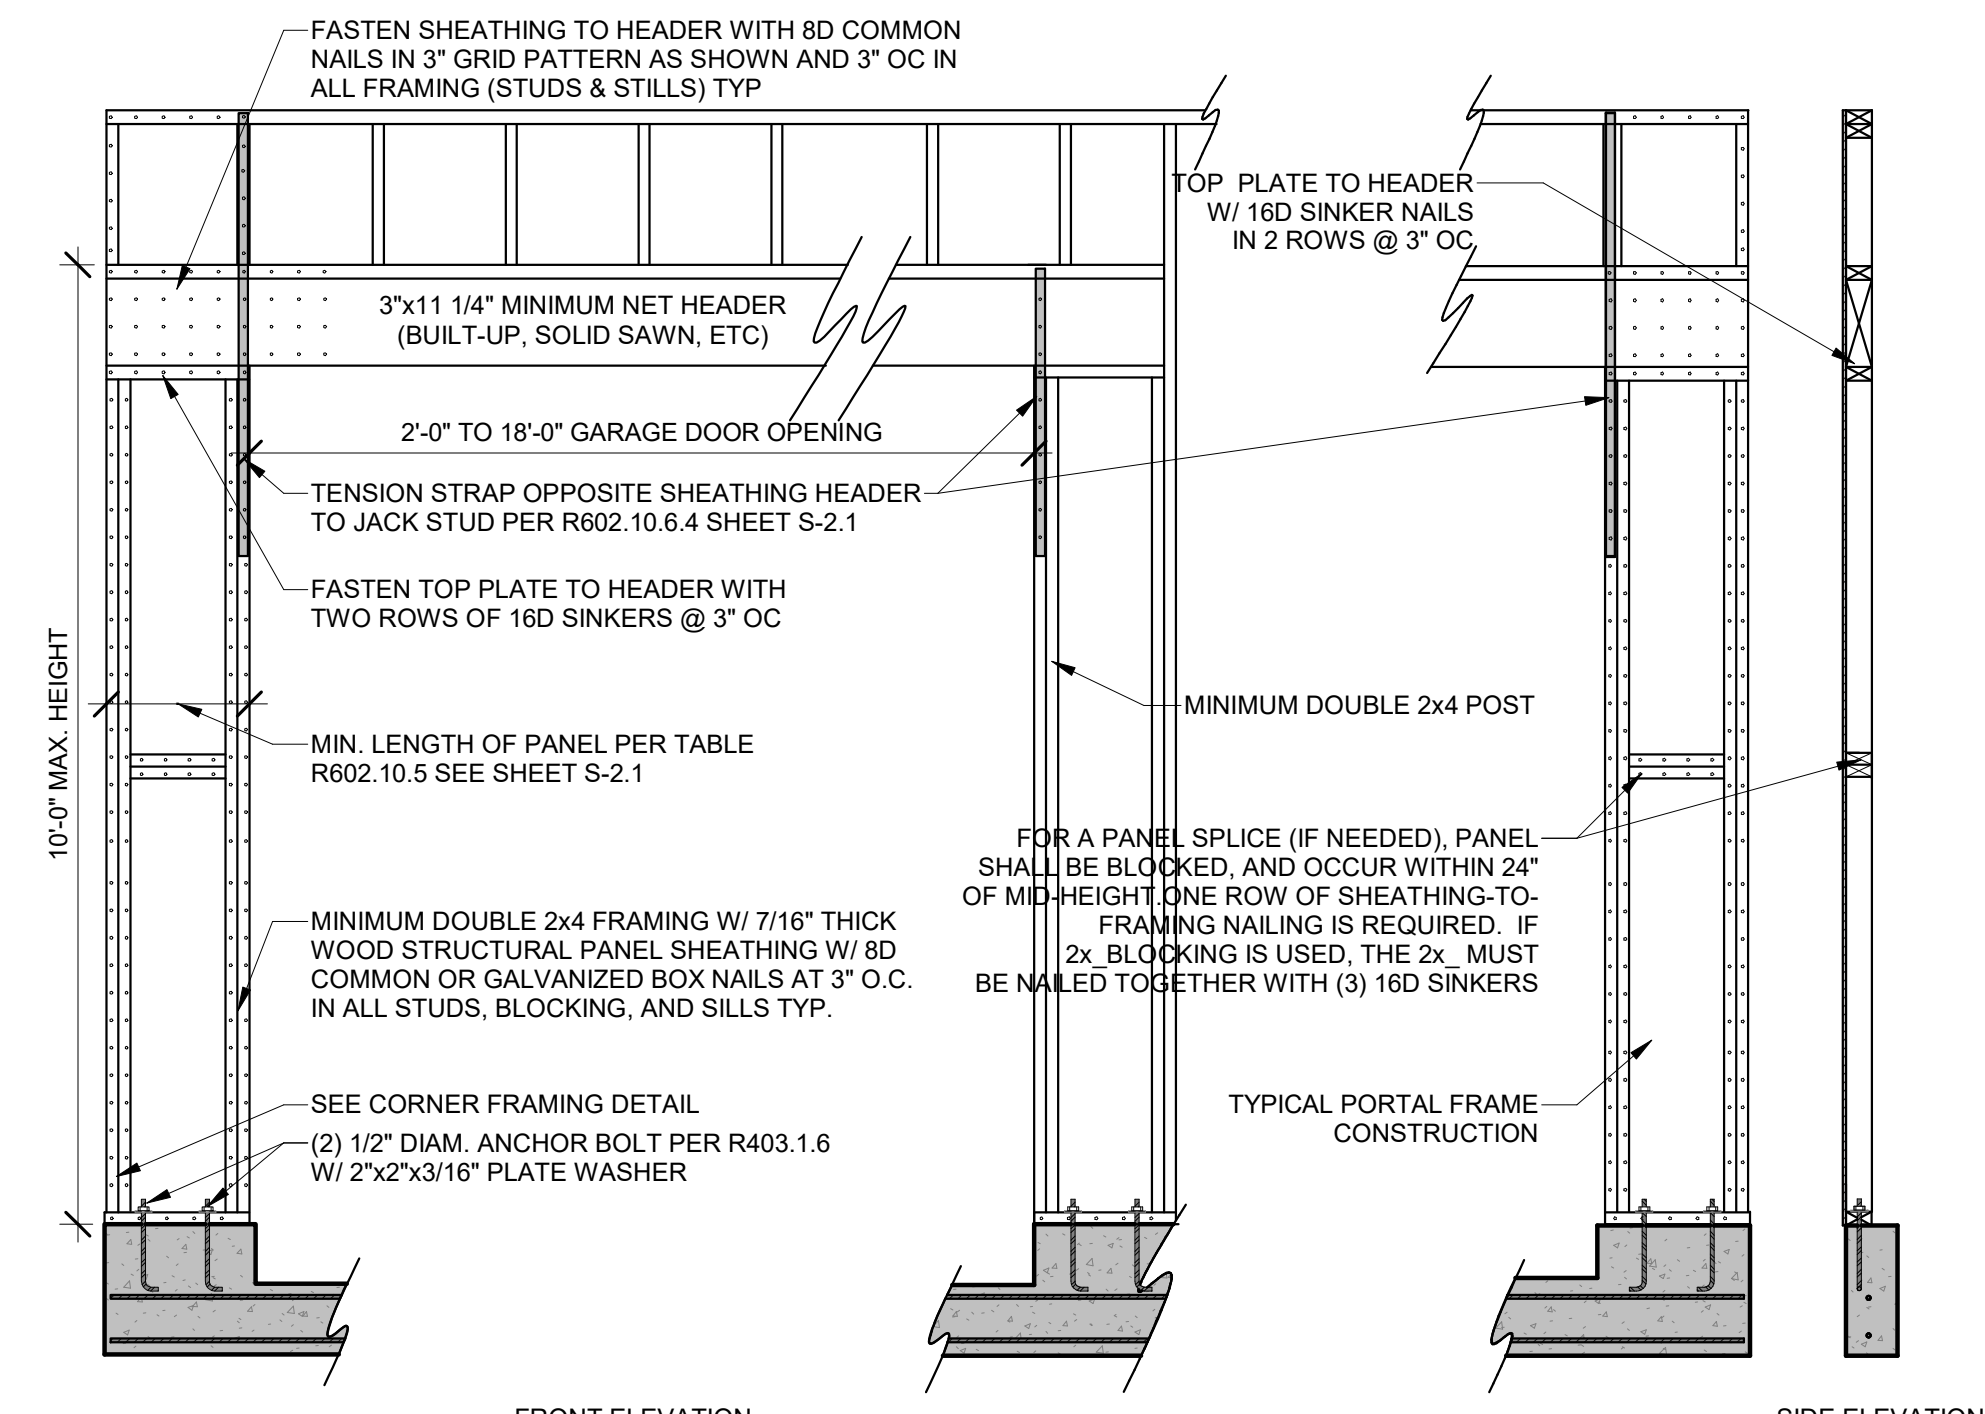 FASTEN SHEATHING TO HEADER WITH 8D COMMON
NAILS IN 3" GRID PATTERN AS SHOWN AND 3" OC IN
ALL FRAMING (STUDS & STILLS) TYP
TOP PLATE TO HEADER
W/ 16D SINKER NAILS
IN 2 ROWS @ 3" OC
3"x11 1/4" MINIMUM NET HEADER
(BUILT-UP, SOLID SAWN, ETC)
2'-0" TO 18'-0" GARAGE DOOR OPENING
TENSION STRAP OPPOSITE SHEATHING HEADER
TO JACK STUD PER R602.10.6.4 SHEET S-2.1
FASTEN TOP PLATE TO HEADER WITH
TWO ROWS OF 16D SINKERS @ 3" OC
10'-0" MAX. HEIGHT
MINIMUM DOUBLE 2x4 POST
MIN. LENGTH OF PANEL PER TABLE
R602.10.5 SEE SHEET S-2.1
FOR A PANEL SPLICE (IF NEEDED), PANEL
SHALL BE BLOCKED, AND OCCUR WITHIN 24"
OF MID-HEIGHT.ONE ROW OF SHEATHING-TO-
FRAMING NAILING IS REQUIRED. IF
2x_BLOCKING IS USED, THE 2x_ MUST
BE NAILED TOGETHER WITH (3) 16D SINKERS
MINIMUM DOUBLE 2x4 FRAMING W/ 7/16" THICK
WOOD STRUCTURAL PANEL SHEATHING W/ 8D
COMMON OR GALVANIZED BOX NAILS AT 3" O.C.
IN ALL STUDS, BLOCKING, AND SILLS TYP.
SEE CORNER FRAMING DETAIL
(2) 1/2" DIAM. ANCHOR BOLT PER R403.1.6
W/ 2"x2"x3/16" PLATE WASHER
TYPICAL PORTAL FRAME
CONSTRUCTION
FRONT ELEVATION
SIDE ELEVATION